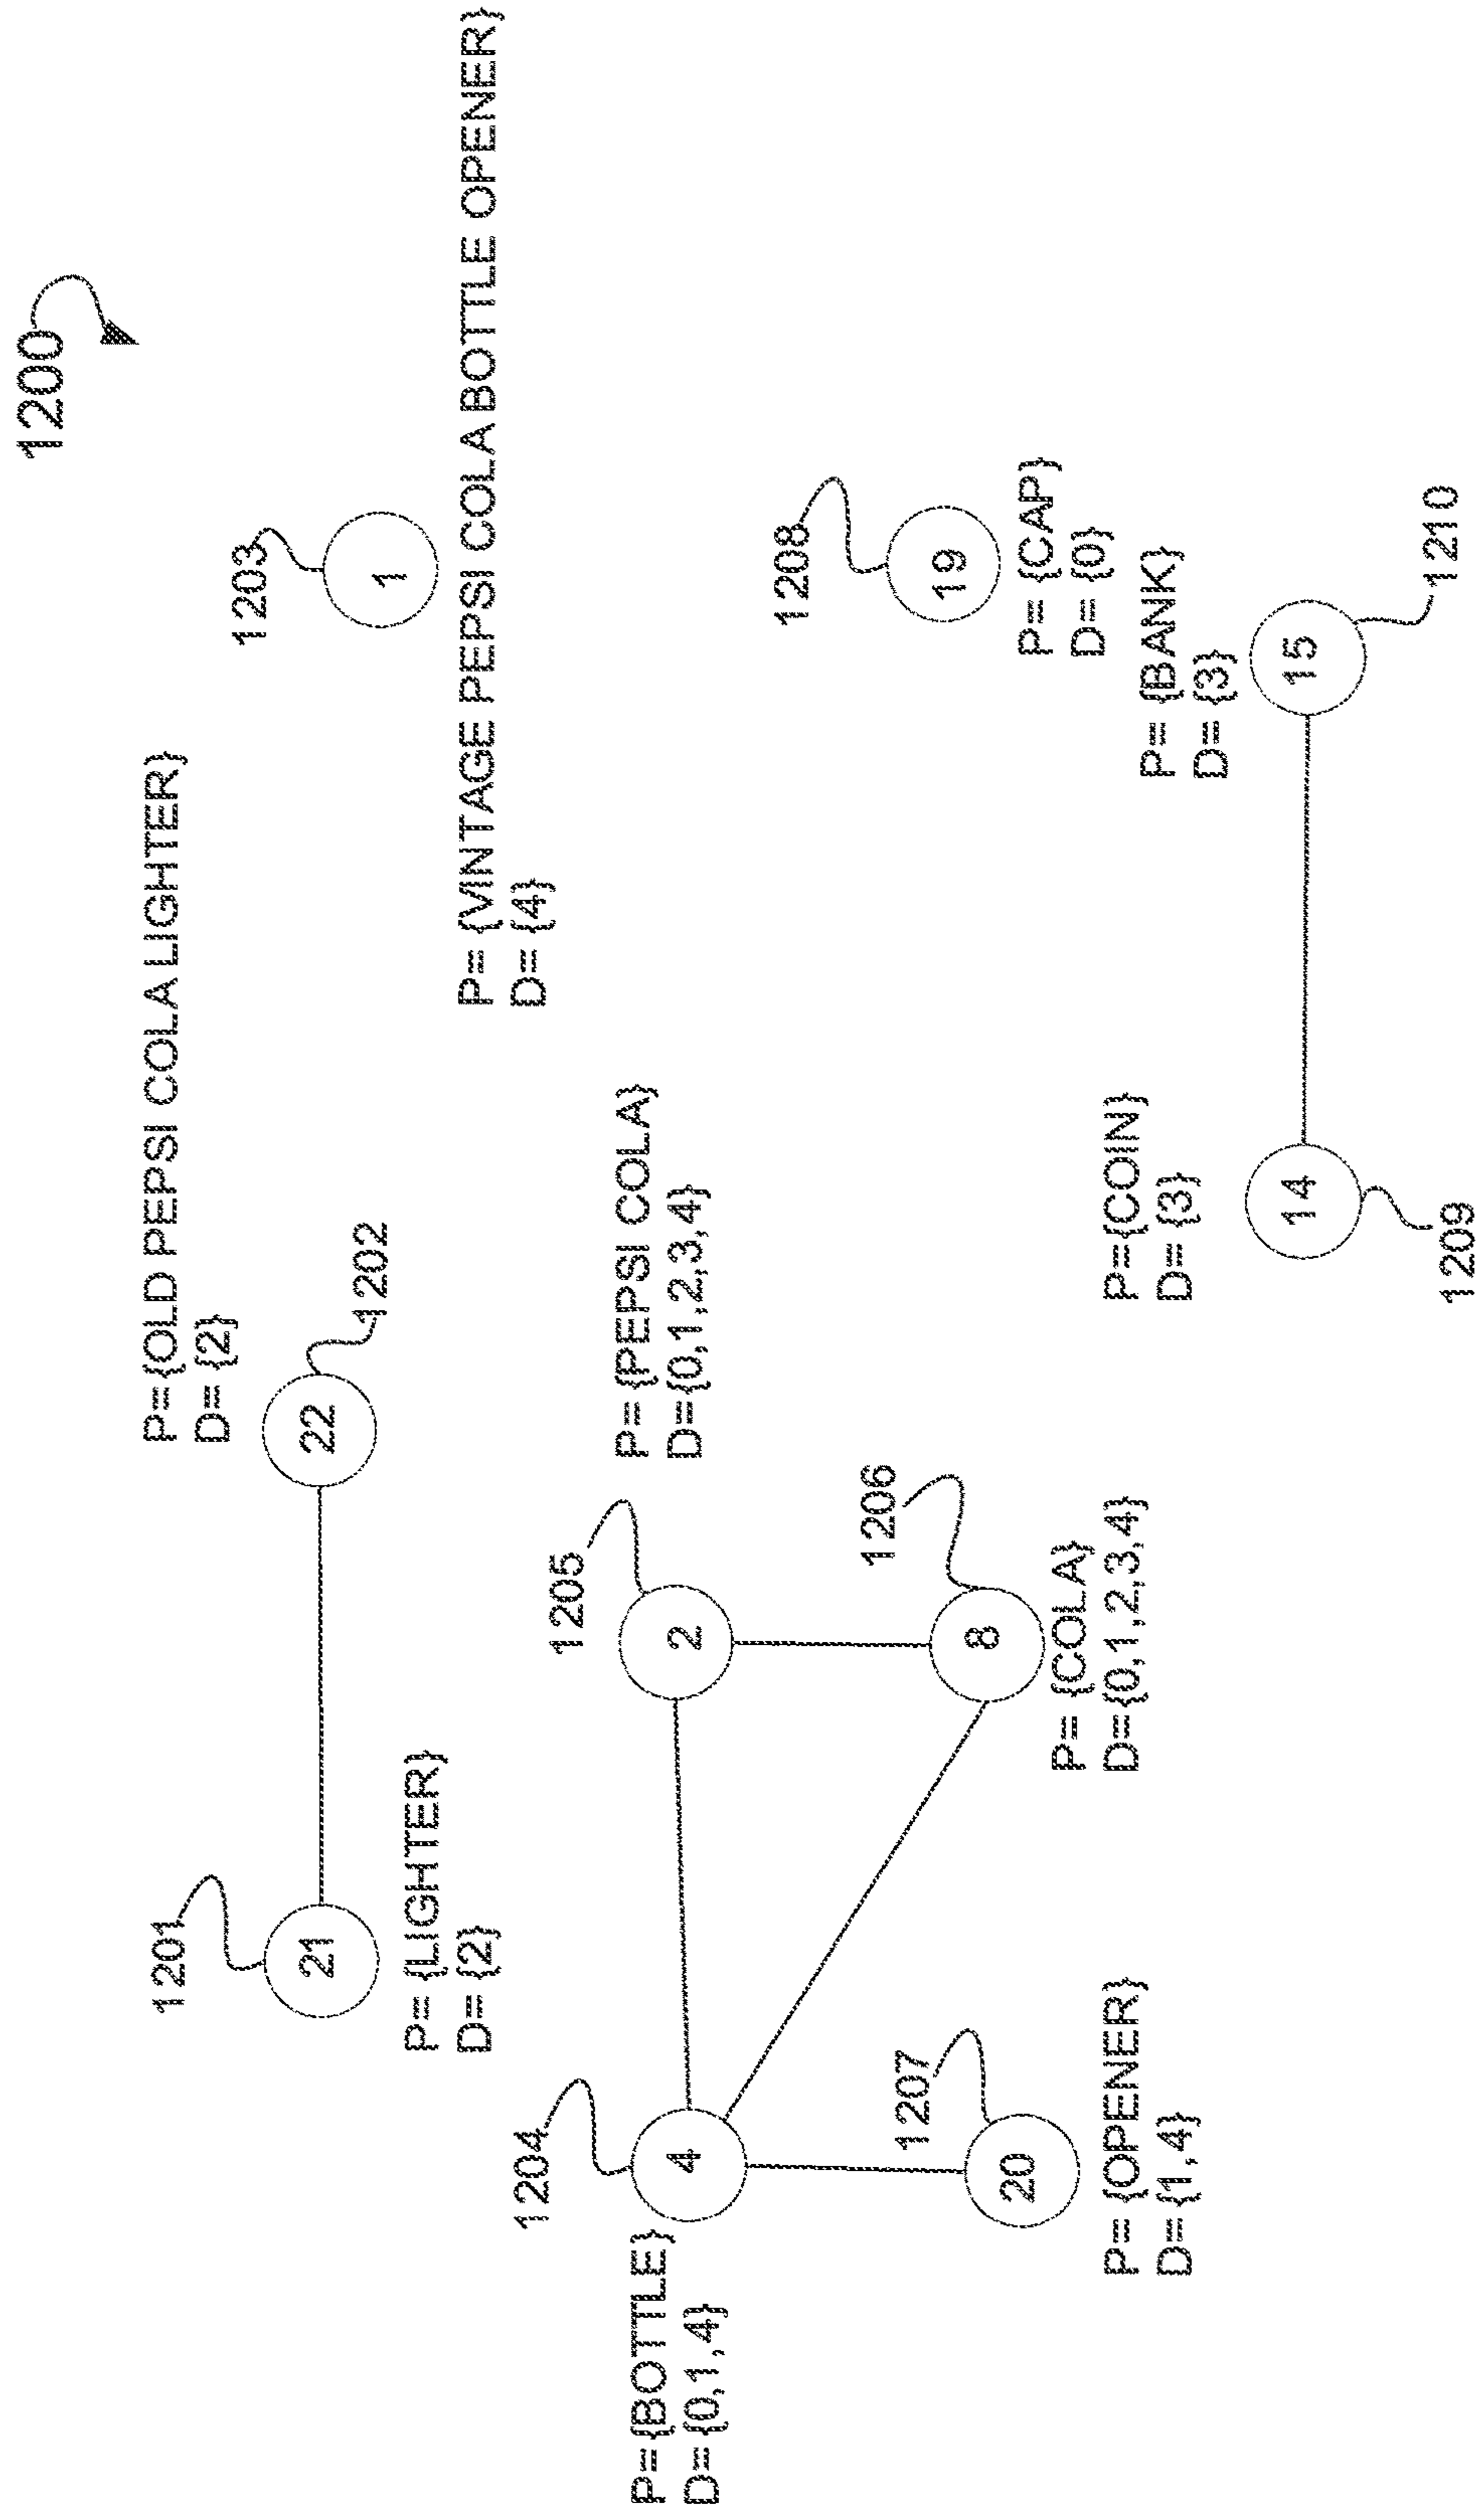 1200
P={OLD PEPSI COLA LIGHTER}
D= {2}
1201
21
22
1202
P= {LIGHTER}
D= {2}
1203
1
P= {VINTAGE PEPSI COLA BOTTLE OPENER}
D= {4}
1204
P={BOTTLE}
D= {0,1,4}
4
1205
2
P= {PEPSI COLA}
D={0,1,2,3,4}
1206
8
P= {COLA}
D={0,1,2,3,4}
1207
20
P= {OPENER}
D={1,4}
1208
19
P= {CAP}
D= {0}
P={COIN}
D= {3}
14
1209
P= {BANK}
D= {3}
15
1210